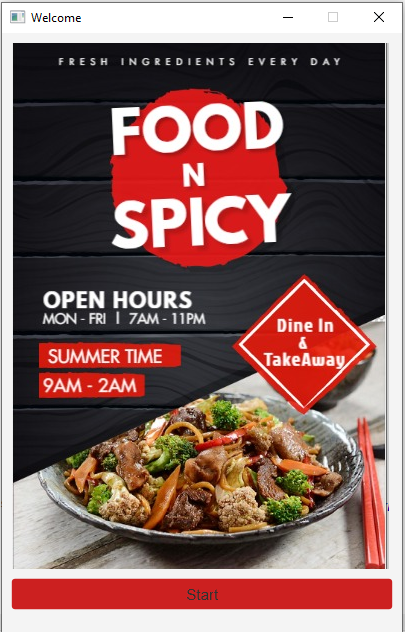 Welcome
FRESH INGREDIENTS EVERY DAY
FOOD
N
SPICY
OPEN HOURS
MON - FRI | 7AM - 11PM
SUMMER TIME
9AM - 2AM
Dine In
&
TakeAway
Start